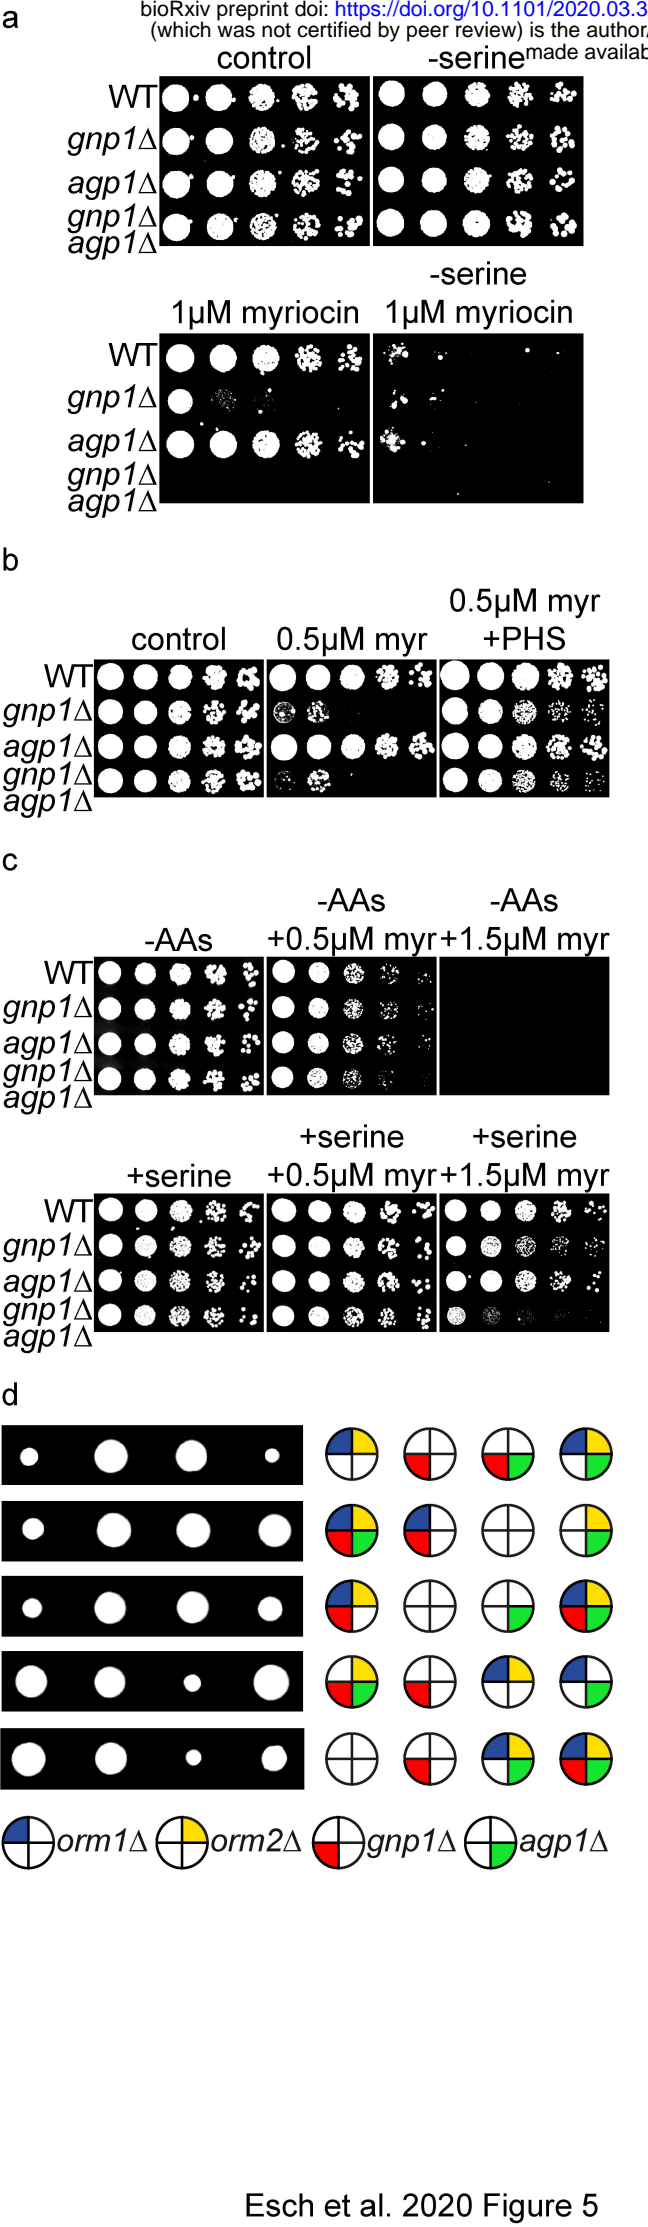 bioRxiv preprint doi: https://doi.org/10.1101/2020.03.3
(which was not certified by peer review) is the author/
made availab
a
control
-serine
WT
gnp1Δ
agp1Δ
gnp1Δ
agp1Δ
1µM myriocin
-serine
1µM myriocin
WT
gnp1Δ
agp1Δ
gnp1Δ
agp1Δ
b
control
0.5µM myr
0.5µM myr
+PHS
WT
gnp1Δ
agp1Δ
gnp1Δ
agp1Δ
c
-AAs
-AAs
+0.5µM myr
-AAs
+1.5µM myr
WT
gnp1Δ
agp1Δ
gnp1Δ
agp1Δ
+serine
+serine
+0.5µM myr
+serine
+1.5µM myr
WT
gnp1Δ
agp1Δ
gnp1Δ
agp1Δ
d
orm1Δ
orm2Δ
gnp1Δ
agp1Δ
Esch et al. 2020 Figure 5